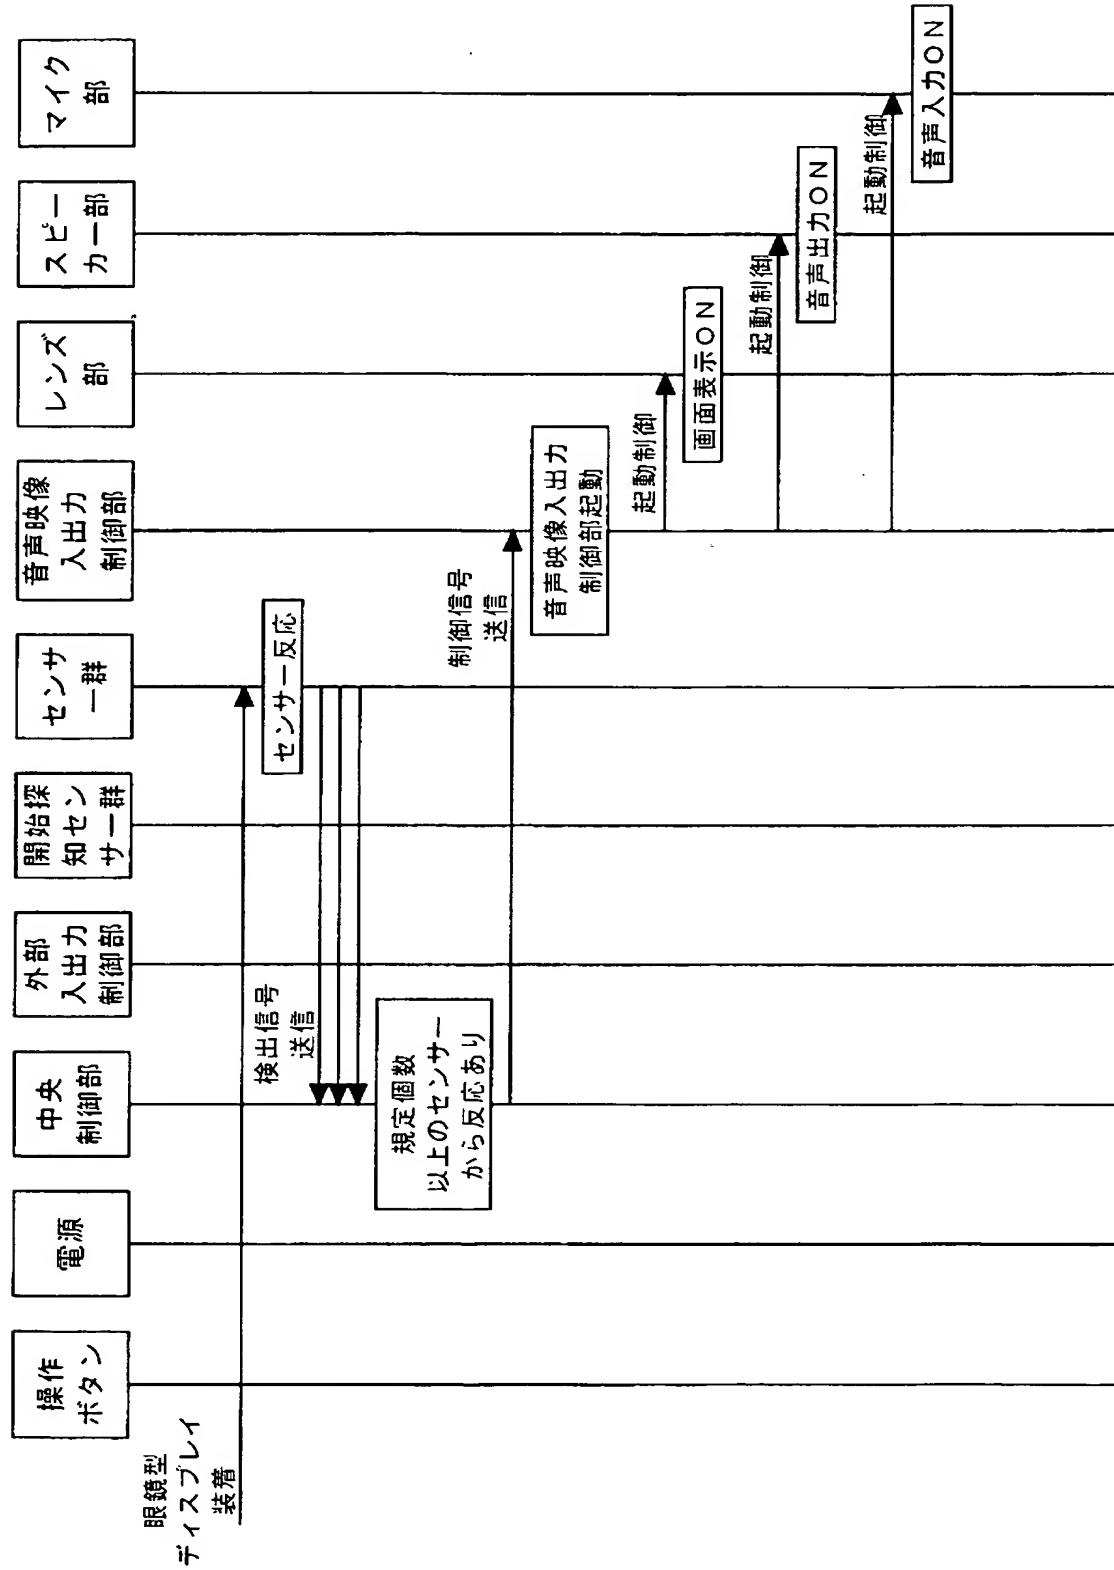 操作
ボタン
電源
中央
制御部
外部
入出力
制御部
開始探
知セン
サー群
センサ
ー群
音声映像
入出力
制御部
レンズ
部
スピー
カー部
マイク
部
眼鏡型
ディスプレイ
装着
センサー反応
検出信号
送信
規定個数
以上のセンサー
から反応あり
制御信号
送信
音声映像入出力
制御部起動
起動制御
画面表示ON
起動制御
音声出力ON
起動制御
音声入力ON